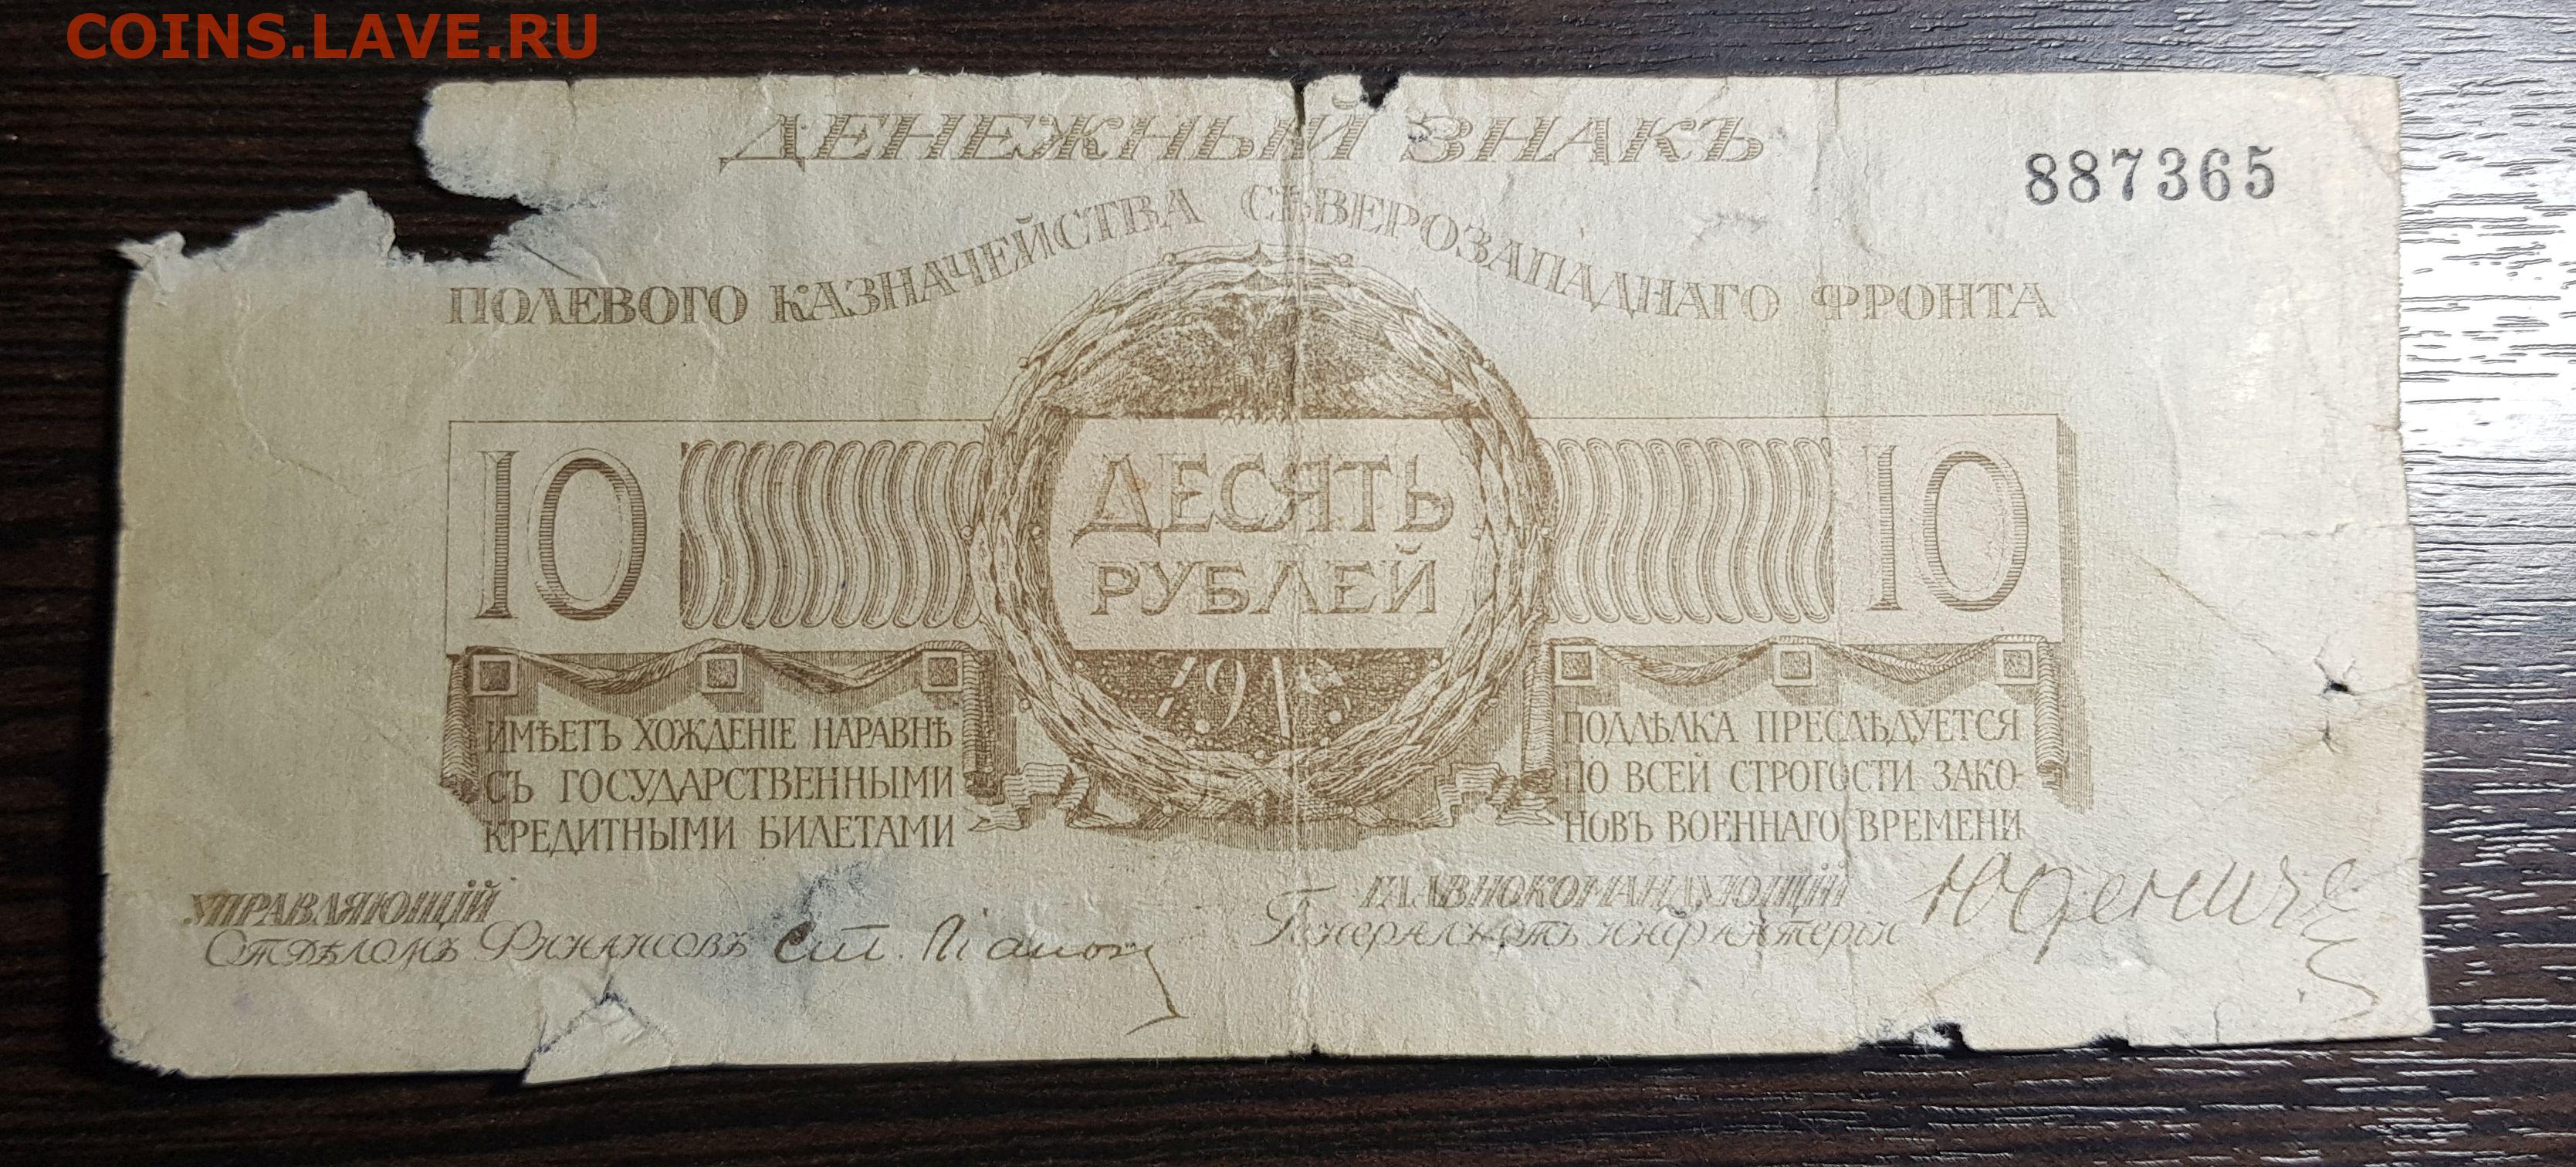 COINS.LAVE.RU
ДЕНЕЖНЫЙ ЗНАКЪ
887365
ПОЛЕВОГО КАЗНАЧЕЙСТВА СѢВЕРОЗАПАДНАГО ФРОНТА
10
ДЕСЯТЬ
РУБЛЕЙ
10
1919
ИМѢЕТЪ ХОЖДЕНІЕ НАРАВНѢ
СЪ ГОСУДАРСТВЕННЫМИ
КРЕДИТНЫМИ БИЛЕТАМИ
ПОДДѢЛКА ПРЕСЛѢДУЕТСЯ
ПО ВСЕЙ СТРОГОСТИ ЗАКО-
НОВЪ ВОЕННАГО ВРЕМЕНИ
УПРАВЛЯЮЩІЙ
ОТДѢЛОМЪ ФИНАНСОВЪ
ГЛАВНОКОМАНДУЮЩІЙ
Генералъ отъ инфантеріи Юденичъ